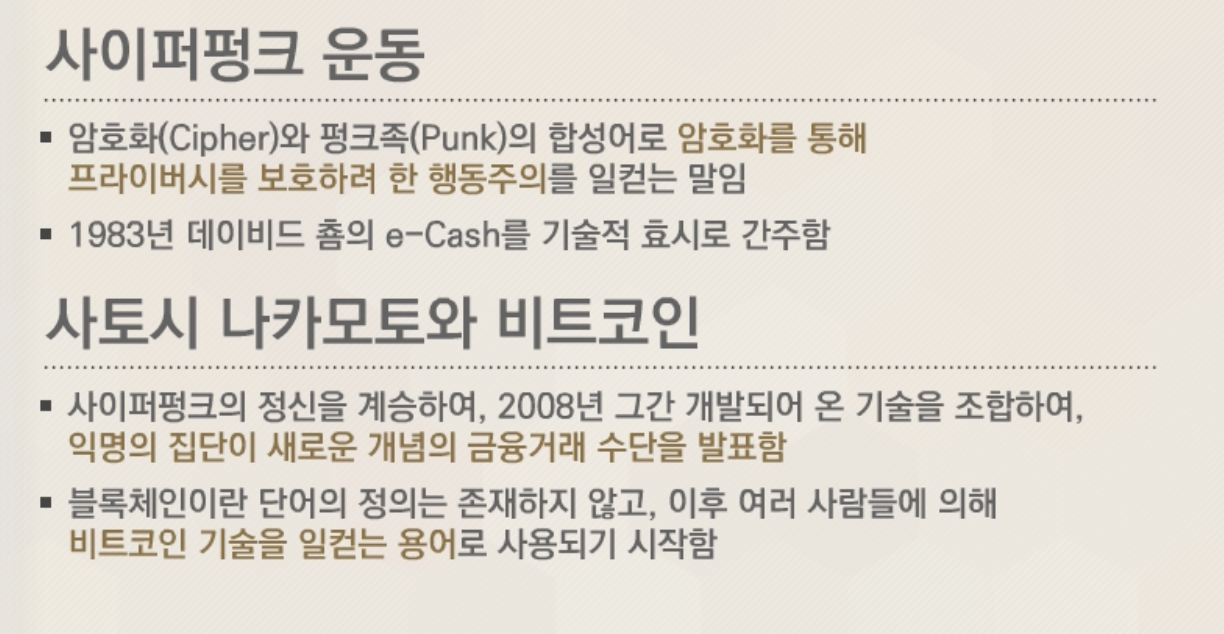 사이퍼펑크 운동
▪ 암호화(Cipher)와 펑크족(Punk)의 합성어로 암호화를 통해
프라이버시를 보호하려 한 행동주의를 일컫는 말임
▪ 1983년 데이비드 촘의 e-Cash를 기술적 효시로 간주함
사토시 나카모토와 비트코인
▪ 사이퍼펑크의 정신을 계승하여, 2008년 그간 개발되어 온 기술을 조합하여,
익명의 집단이 새로운 개념의 금융거래 수단을 발표함
▪ 블록체인이란 단어의 정의는 존재하지 않고, 이후 여러 사람들에 의해
비트코인 기술을 일컫는 용어로 사용되기 시작함